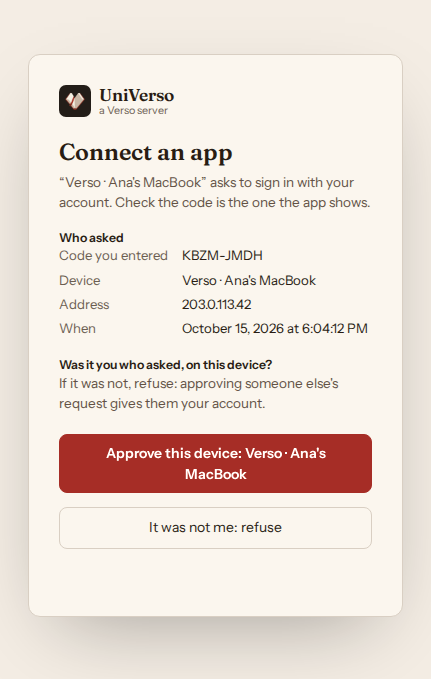 UniVerso
a Verso server
Connect an app
“Verso · Ana's MacBook” asks to sign in with your
account. Check the code is the one the app shows.
Who asked
Code you entered KBZM-JMDH
Device Verso · Ana's MacBook
Address 203.0.113.42
When October 15, 2026 at 6:04:12 PM
Was it you who asked, on this device?
If it was not, refuse: approving someone else's
request gives them your account.
Approve this device: Verso · Ana's
MacBook
It was not me: refuse